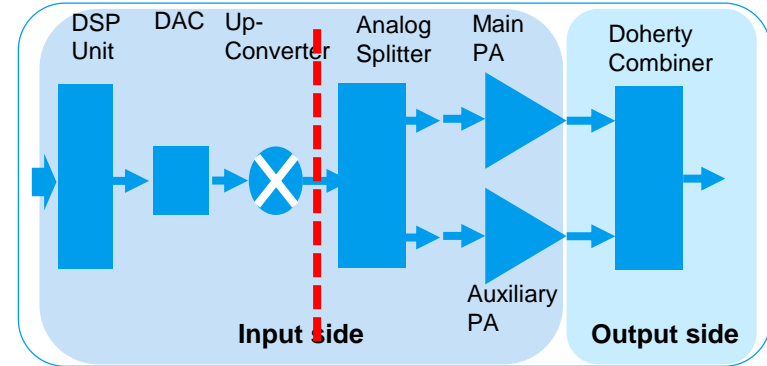 DSP
Unit
DAC
Up-
Converter
Analog
Splitter
Main
PA
Doherty
Combiner
Auxiliary
PA
Input side
Output side